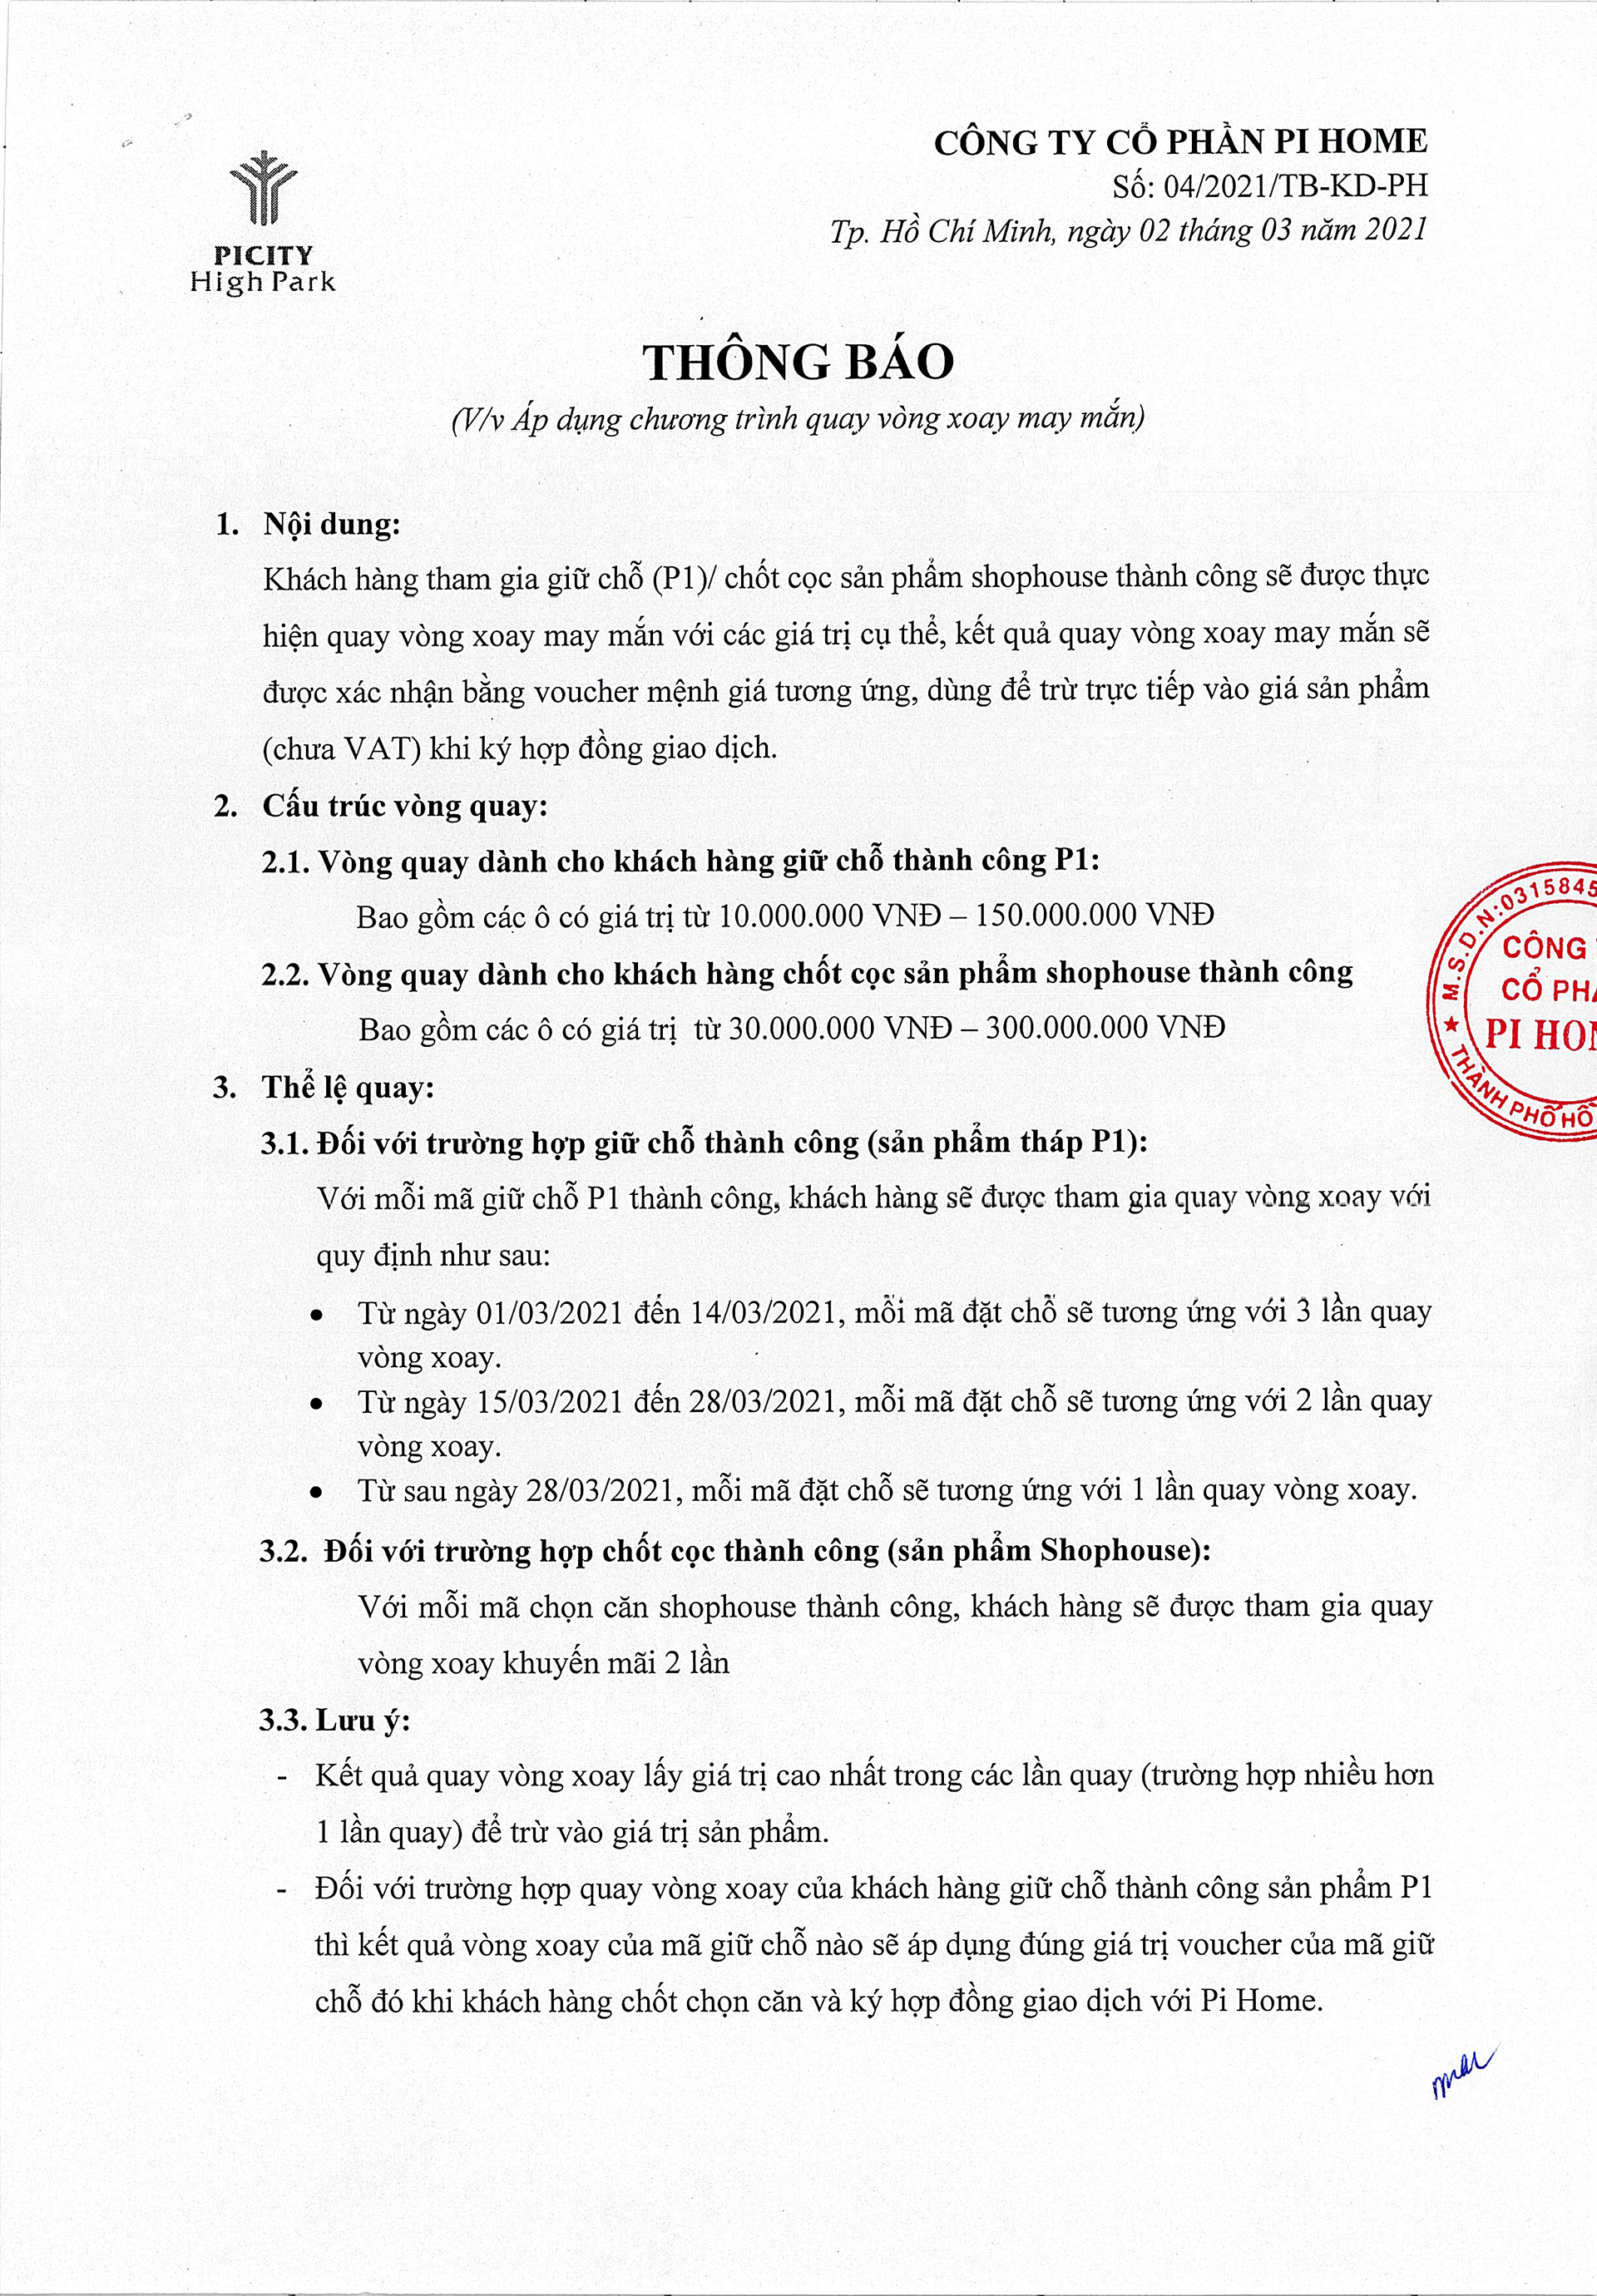 CÔNG TY CỔ PHẦN PI HOME
Số: 04/2021/TB-KD-PH
Tp. Hồ Chí Minh, ngày 02 tháng 03 năm 2021
PICITY
High Park
THÔNG BÁO
(V/v Áp dụng chương trình quay vòng xoay may mắn)
1. Nội dung:
Khách hàng tham gia giữ chỗ (P1)/ chốt cọc sản phẩm shophouse thành công sẽ được thực
hiện quay vòng xoay may mắn với các giá trị cụ thể, kết quả quay vòng xoay may mắn sẽ
được xác nhận bằng voucher mệnh giá tương ứng, dùng để trừ trực tiếp vào giá sản phẩm
(chưa VAT) khi ký hợp đồng giao dịch.
2. Cấu trúc vòng quay:
2.1. Vòng quay dành cho khách hàng giữ chỗ thành công P1:
Bao gồm các ô có giá trị từ 10.000.000 VNĐ – 150.000.000 VNĐ
2.2. Vòng quay dành cho khách hàng chốt cọc sản phẩm shophouse thành công
Bao gồm các ô có giá trị từ 30.000.000 VNĐ – 300.000.000 VNĐ
M.S.D.N:0315845
CÔNG T
CỔ PHẦ
PI HOM
★ THÀNH PHỐ HỒ
3. Thể lệ quay:
3.1. Đối với trường hợp giữ chỗ thành công (sản phẩm tháp P1):
Với mỗi mã giữ chỗ P1 thành công, khách hàng sẽ được tham gia quay vòng xoay với
quy định như sau:
• Từ ngày 01/03/2021 đến 14/03/2021, mỗi mã đặt chỗ sẽ tương ứng với 3 lần quay
vòng xoay.
• Từ ngày 15/03/2021 đến 28/03/2021, mỗi mã đặt chỗ sẽ tương ứng với 2 lần quay
vòng xoay.
• Từ sau ngày 28/03/2021, mỗi mã đặt chỗ sẽ tương ứng với 1 lần quay vòng xoay.
3.2. Đối với trường hợp chốt cọc thành công (sản phẩm Shophouse):
Với mỗi mã chọn căn shophouse thành công, khách hàng sẽ được tham gia quay
vòng xoay khuyến mãi 2 lần
3.3. Lưu ý:
- Kết quả quay vòng xoay lấy giá trị cao nhất trong các lần quay (trường hợp nhiều hơn
1 lần quay) để trừ vào giá trị sản phẩm.
- Đối với trường hợp quay vòng xoay của khách hàng giữ chỗ thành công sản phẩm P1
thì kết quả vòng xoay của mã giữ chỗ nào sẽ áp dụng đúng giá trị voucher của mã giữ
chỗ đó khi khách hàng chốt chọn căn và ký hợp đồng giao dịch với Pi Home.